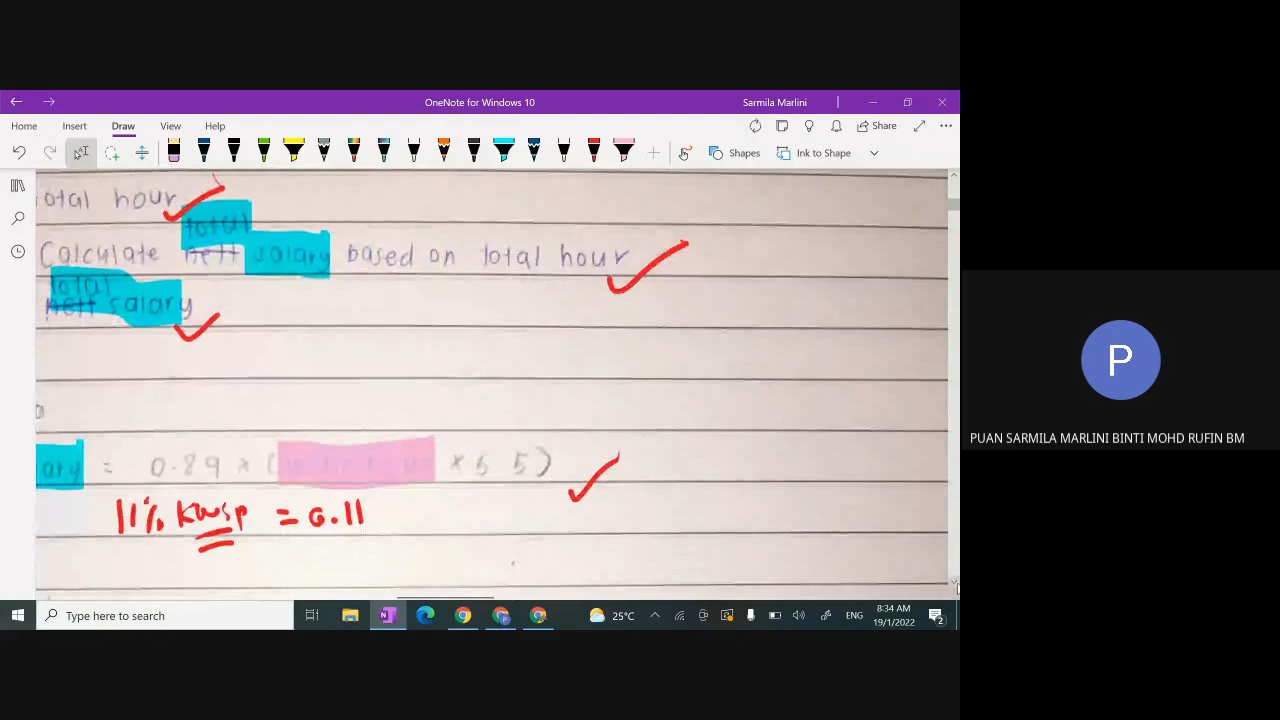 OneNote for Windows 10
Sarmila Marlini
Home Insert Draw View Help
Share
Shapes
Ink to Shape
otal hour
total
Calculate nett salary based on total hour
total
nett salary
ary = 0.89 * ( * 5 5)
11% KWSP = 0.11
P
PUAN SARMILA MARLINI BINTI MOHD RUFIN BM
Type here to search
25°C
ENG
8:34 AM
19/1/2022
2